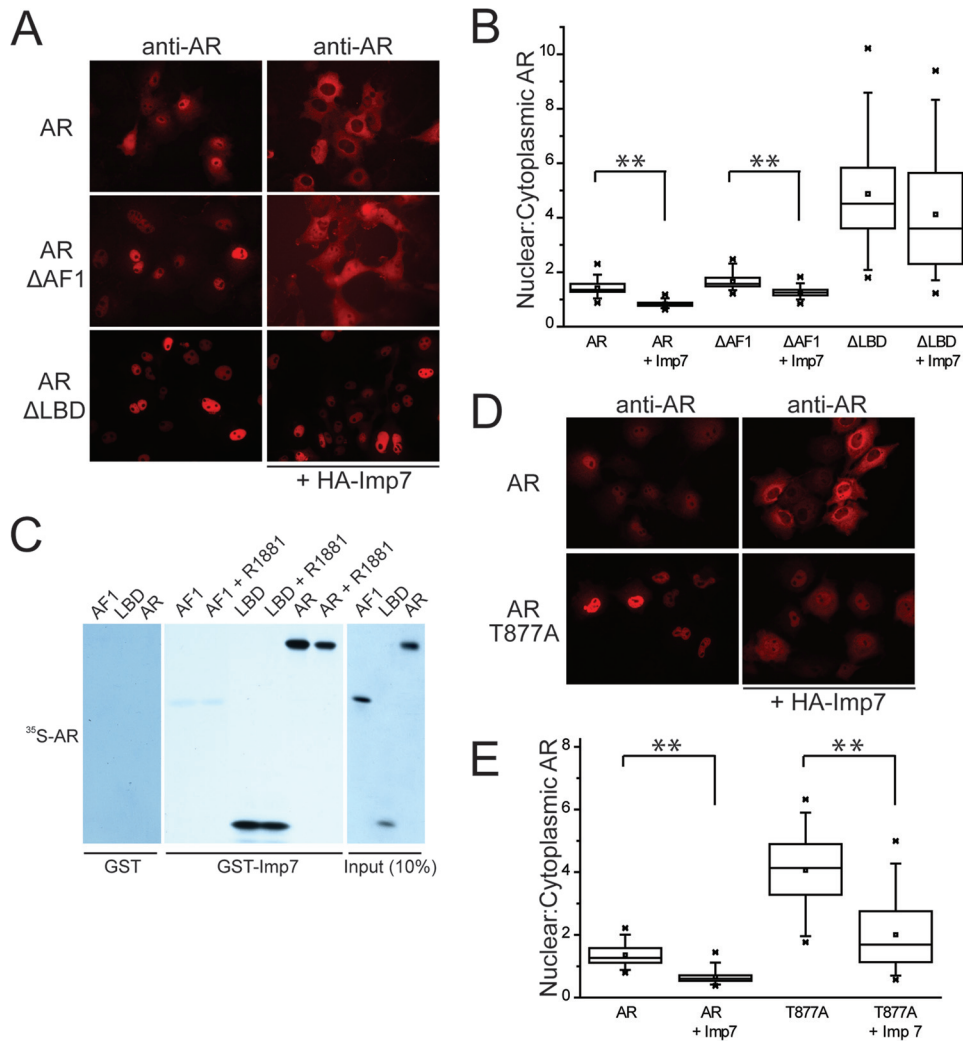 A
anti-AR
anti-AR
AR
AR
ΔAF1
AR
ΔLBD
+ HA-Imp7
B
Nuclear:Cytoplasmic AR
10
8
6
4
2
0
**
**
AR
AR
+ Imp7
ΔAF1
ΔAF1
+ Imp7
ΔLBD
ΔLBD
+ Imp7
C
AF1
LBD
AR
AF1
AF1 + R1881
LBD
LBD + R1881
AR
AR + R1881
AF1
LBD
AR
³⁵S-AR
GST
GST-Imp7
Input (10%)
D
anti-AR
anti-AR
AR
AR
T877A
+ HA-Imp7
E
Nuclear:Cytoplasmic AR
8
6
4
2
0
**
**
AR
AR
+ Imp7
T877A
T877A
+ Imp 7